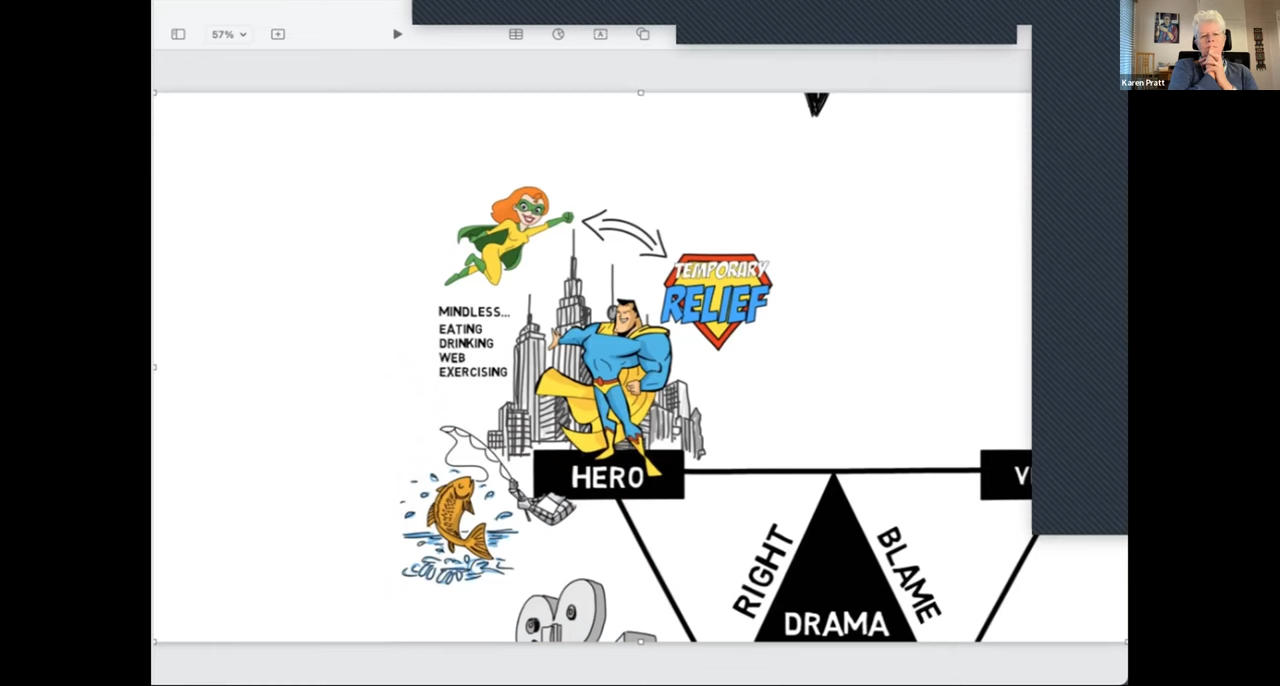 57%
Karen Pratt
TEMPORARY
RELIEF
MINDLESS...
EATING
DRINKING
WEB
EXERCISING
HERO
V
RIGHT
BLAME
DRAMA